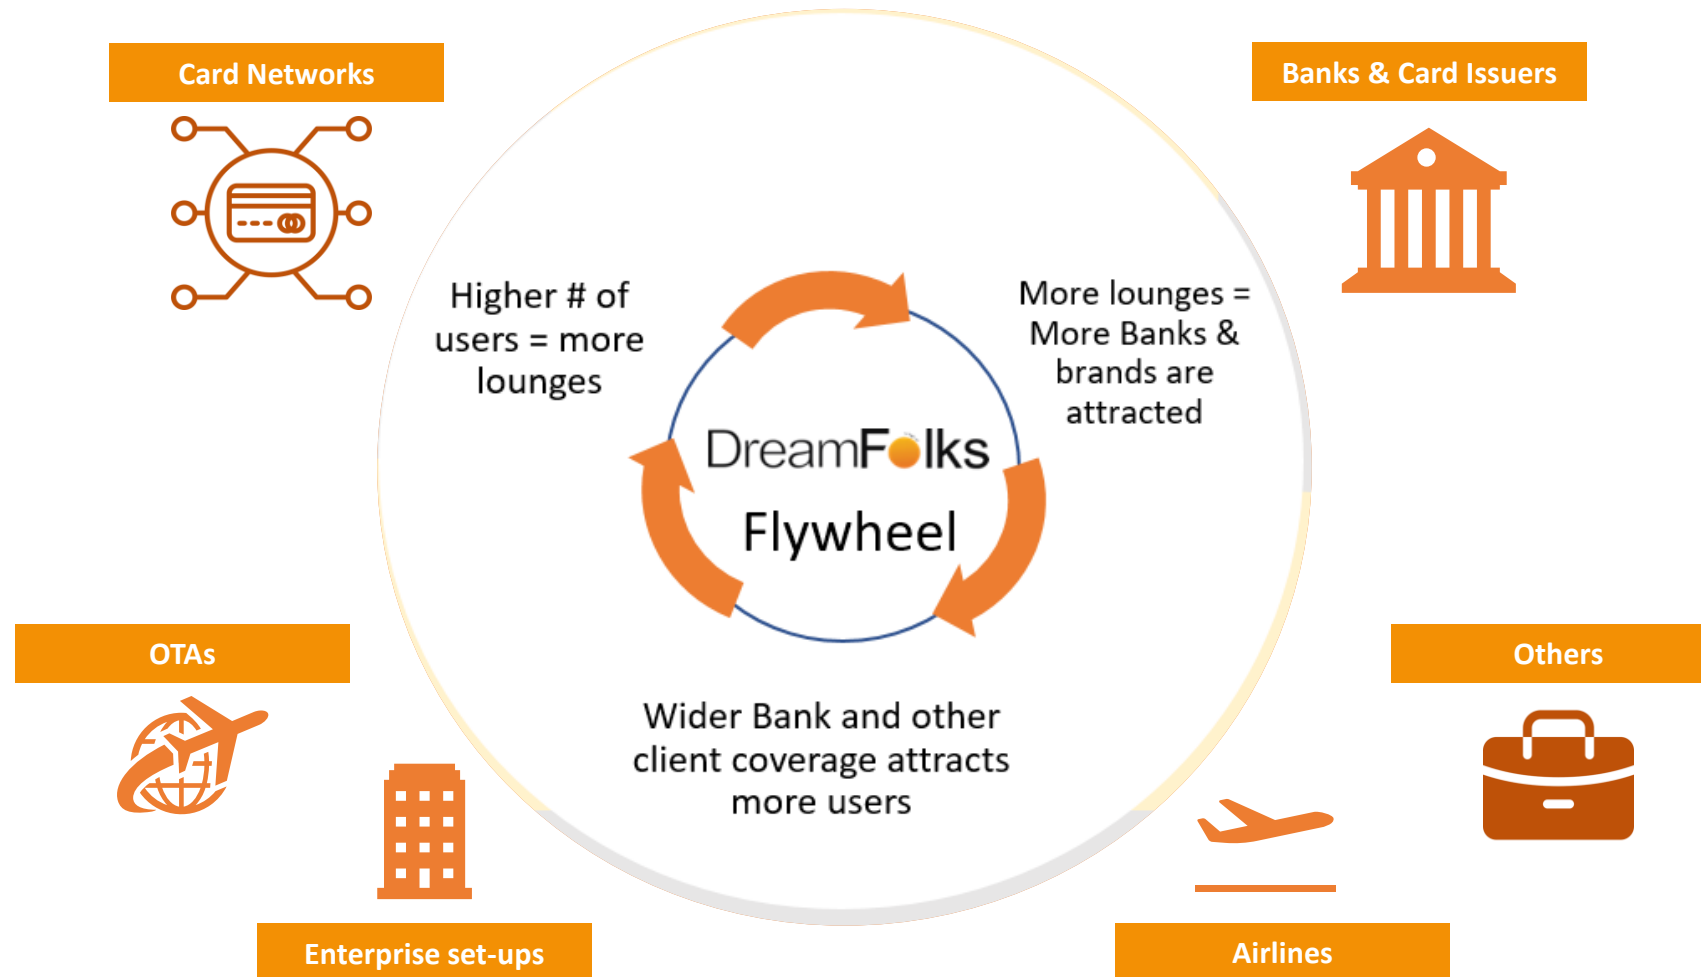 Card Networks
Banks & Card Issuers
Higher # of
users = more
lounges
More lounges =
More Banks &
brands are
attracted
DreamFolks
Flywheel
Wider Bank and other
client coverage attracts
more users
OTAs
Others
Enterprise set-ups
Airlines